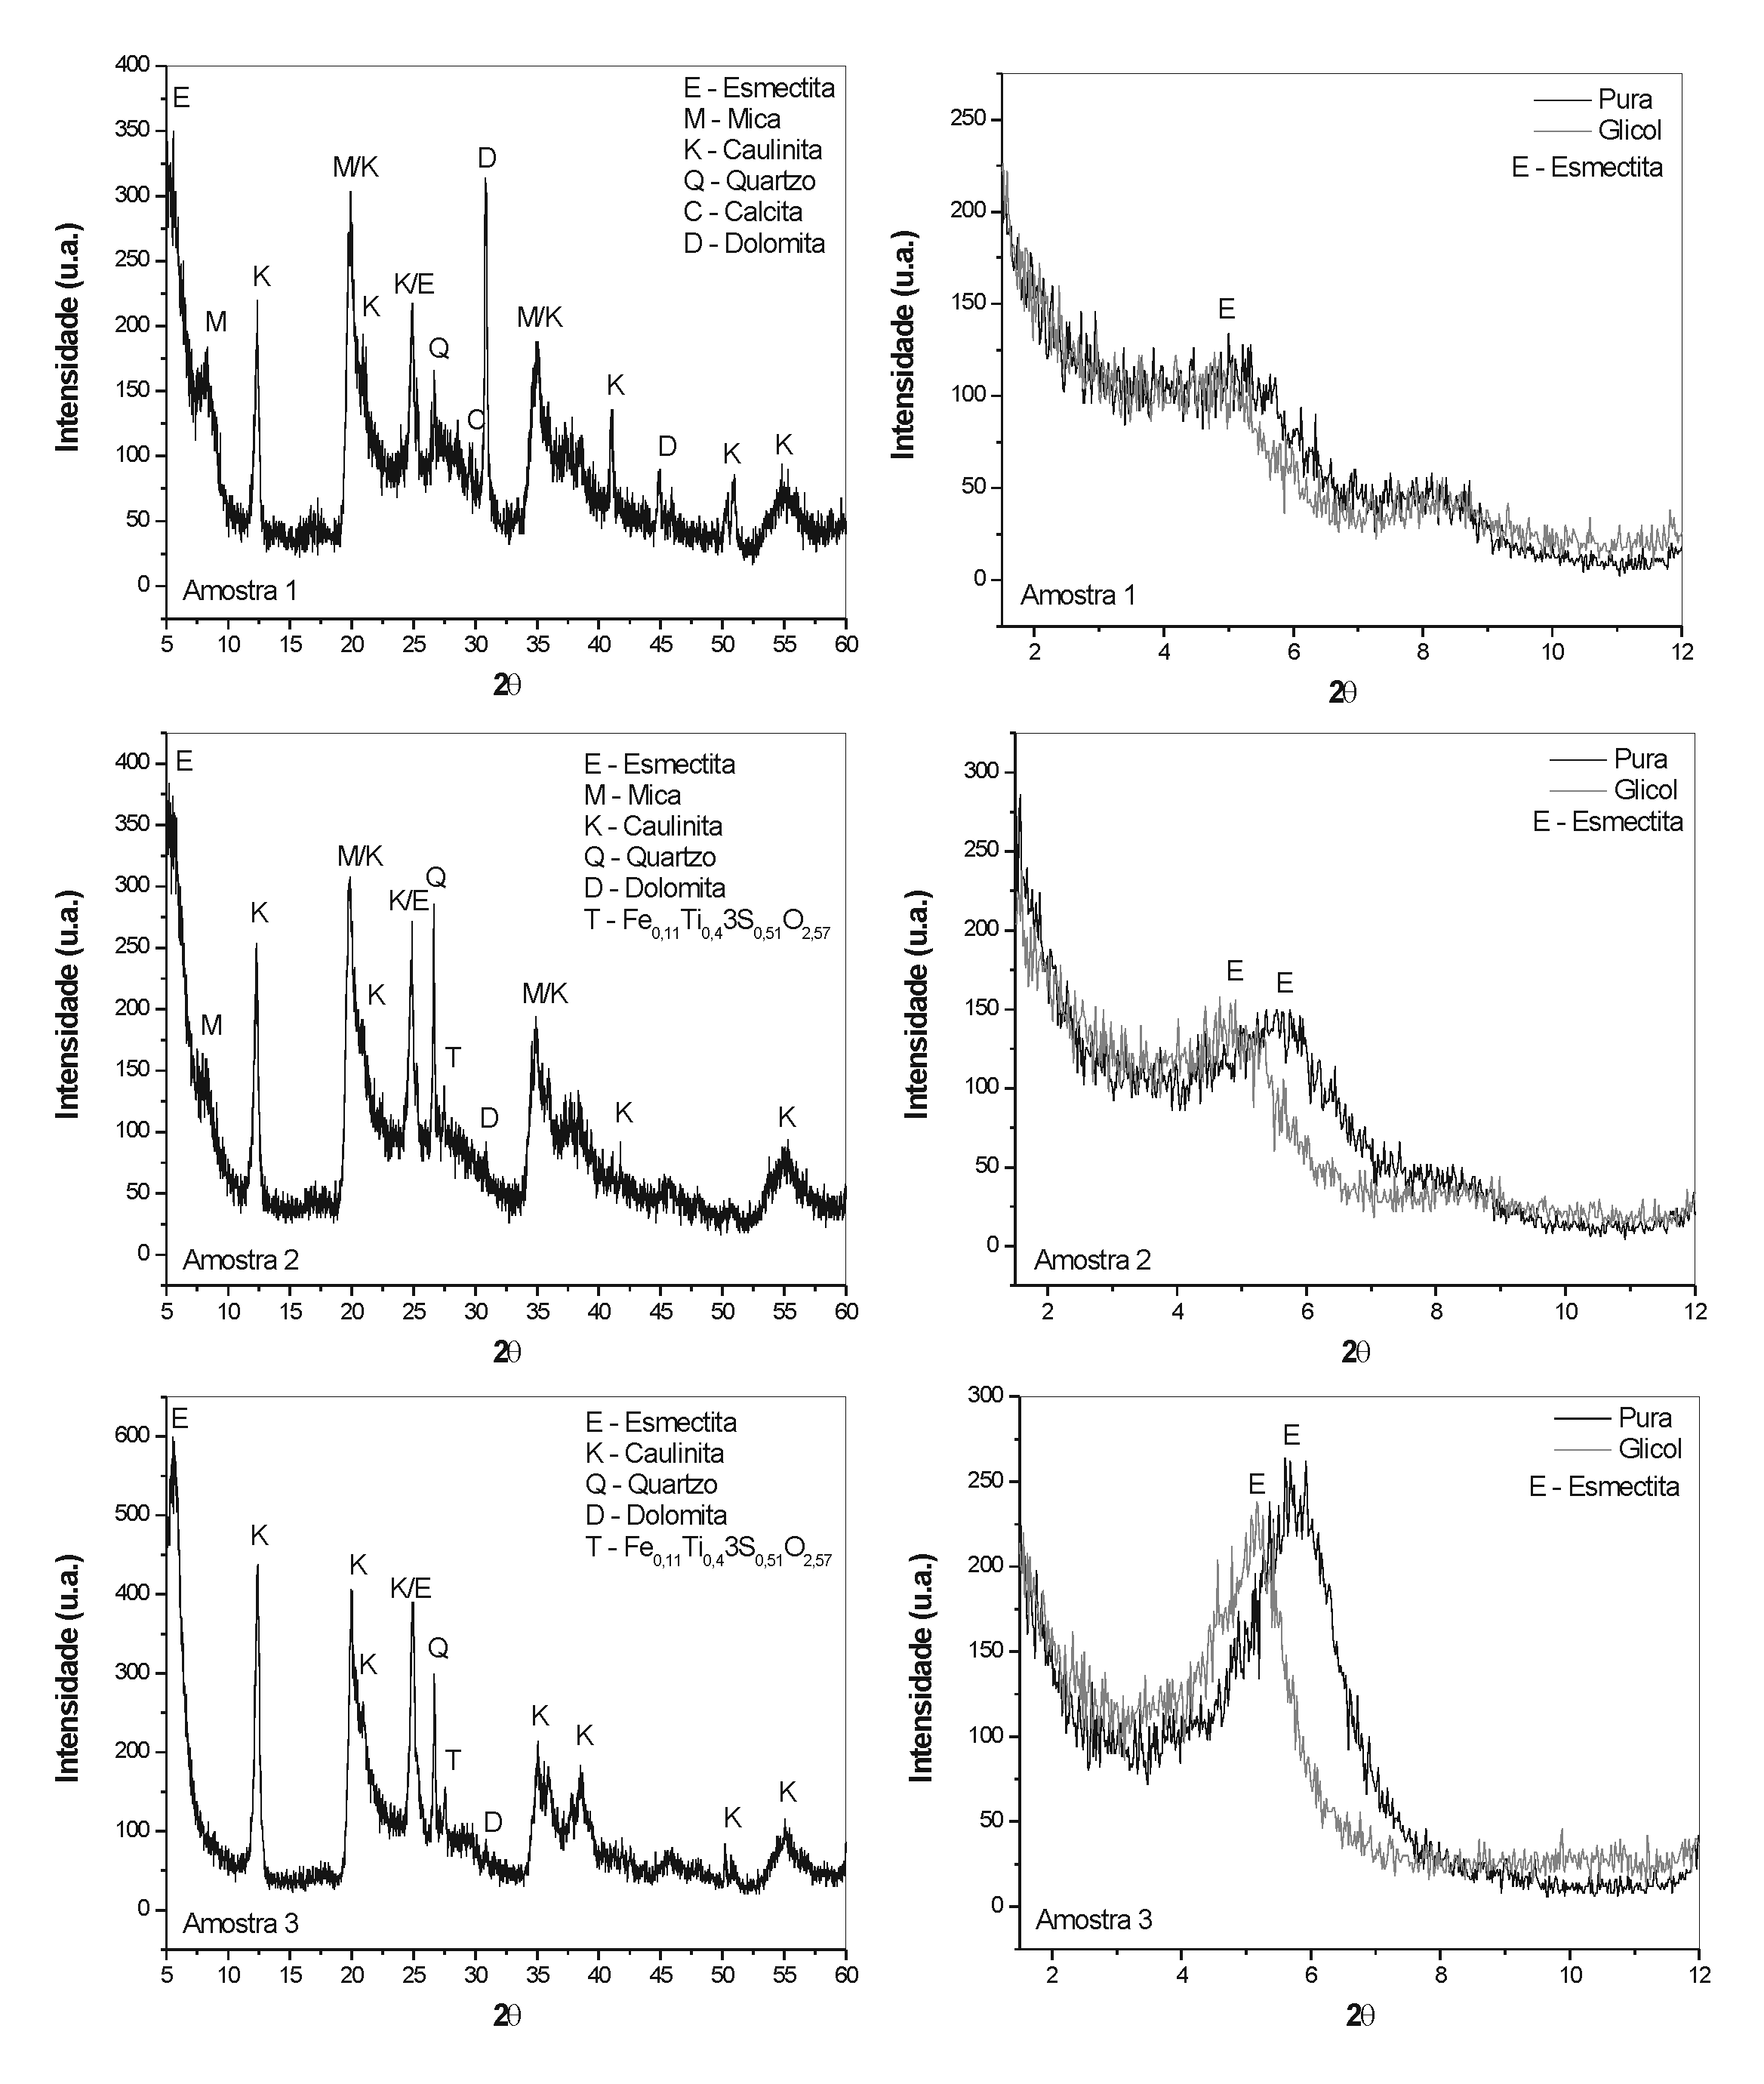 400
350
300
250
200
150
100
50
0
Intensidade (u.a.)
E
M
K
M/K
K
K/E
Q
C
D
M/K
K
D
K
K
E - Esmectita
M - Mica
K - Caulinita
Q - Quartzo
C - Calcita
D - Dolomita
Amostra 1
5 10 15 20 25 30 35 40 45 50 55 60
2θ
250
200
150
100
50
0
Intensidade (u.a.)
Pura
Glicol
E - Esmectita
E
Amostra 1
2 4 6 8 10 12
2θ
400
350
300
250
200
150
100
50
0
Intensidade (u.a.)
E
M
K
M/K
K
K/E
Q
T
D
M/K
K
K
E - Esmectita
M - Mica
K - Caulinita
Q - Quartzo
D - Dolomita
T - Fe0,11Ti0,43S0,51O2,57
Amostra 2
5 10 15 20 25 30 35 40 45 50 55 60
2θ
300
250
200
150
100
50
0
Intensidade (u.a.)
Pura
Glicol
E - Esmectita
E
E
Amostra 2
2 4 6 8 10 12
2θ
600
500
400
300
200
100
0
Intensidade (u.a.)
E
K
K
K
K/E
Q
T
D
K
K
K
K
E - Esmectita
K - Caulinita
Q - Quartzo
D - Dolomita
T - Fe0,11Ti0,43S0,51O2,57
Amostra 3
5 10 15 20 25 30 35 40 45 50 55 60
2θ
300
250
200
150
100
50
0
Intensidade (u.a.)
Pura
Glicol
E - Esmectita
E
E
Amostra 3
2 4 6 8 10 12
2θ